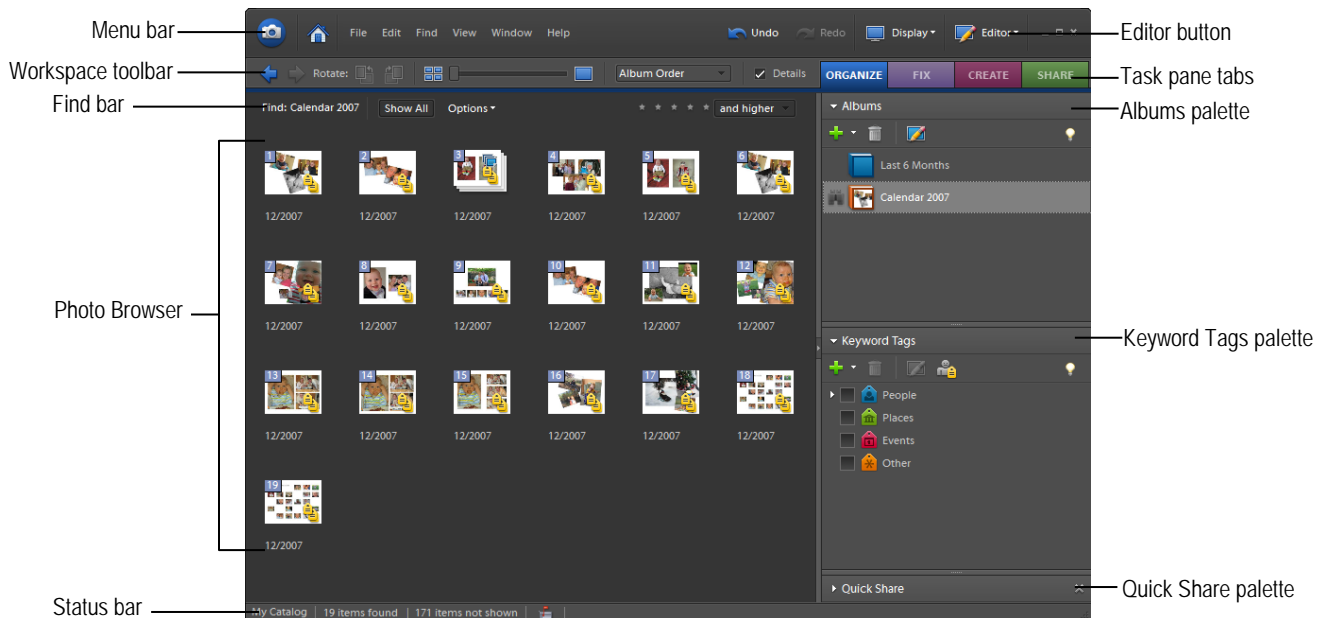 Menu bar
File Edit Find View Window Help
Undo Redo Display Editor
Editor button
Workspace toolbar
Rotate:
Album Order
Details
ORGANIZE FIX CREATE SHARE
Task pane tabs
Find bar
Find: Calendar 2007 Show All Options
and higher
Albums
Albums palette
Last 6 Months
Calendar 2007
Photo Browser
1 2 3 4 5 6
12/2007 12/2007 12/2007 12/2007 12/2007 12/2007
7 8 9 10 11 12
12/2007 12/2007 12/2007 12/2007 12/2007 12/2007
Keyword Tags
Keyword Tags palette
People
Places
Events
Other
13 14 15 16 17 18
12/2007 12/2007 12/2007 12/2007 12/2007 12/2007
19
12/2007
Quick Share
Quick Share palette
Status bar
My Catalog 19 items found 171 items not shown